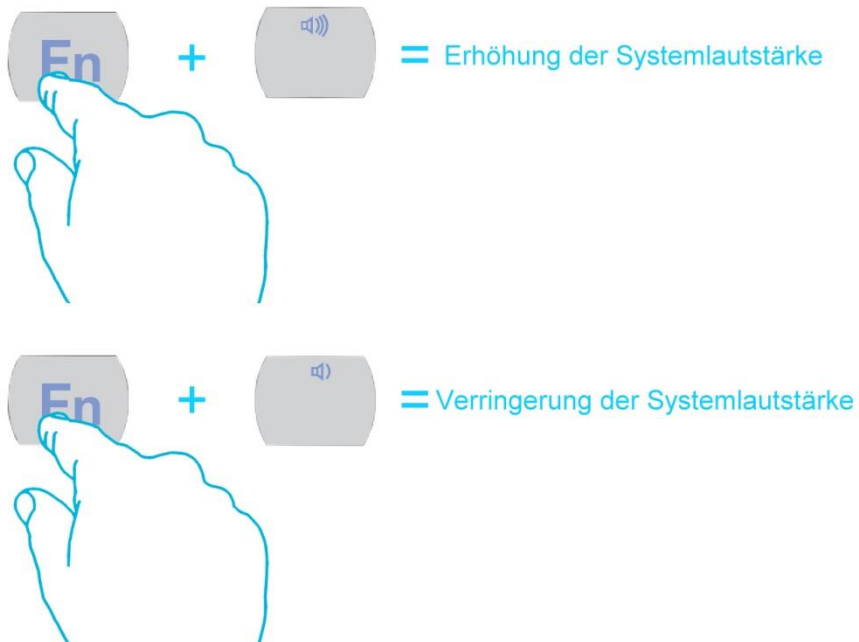 Fn + = Erhöhung der Systemlautstärke
Fn + = Verringerung der Systemlautstärke